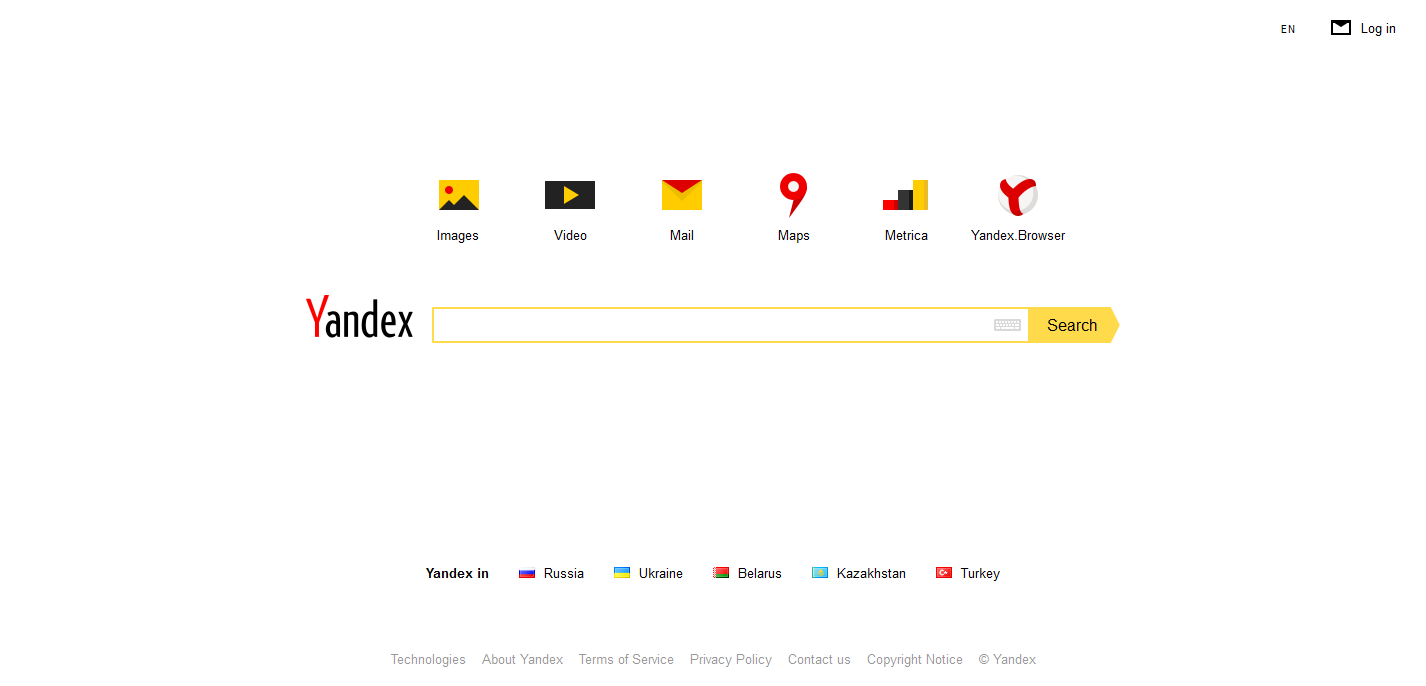 EN Log in
Images Video Mail Maps Metrica Yandex.Browser
Yandex Search
Yandex in Russia Ukraine Belarus Kazakhstan Turkey
Technologies About Yandex Terms of Service Privacy Policy Contact us Copyright Notice © Yandex